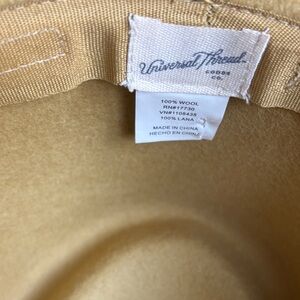 Universal Thread
GOODS
CO.
100% WOOL
RN#17730
VN#1108438
100% LANA
MADE IN CHINA
HECHO EN CHINA